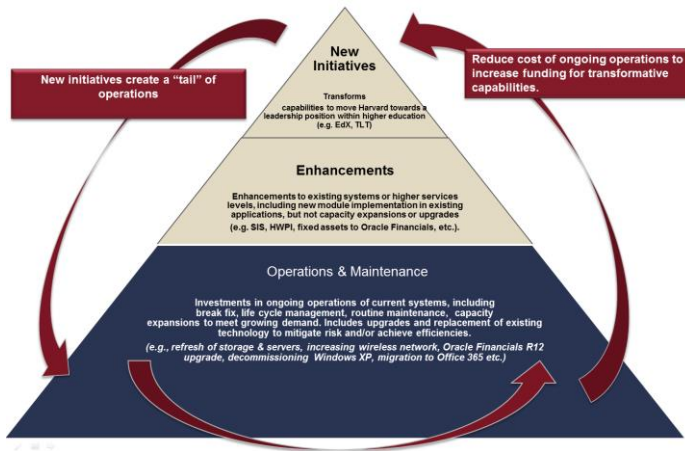 New
Initiatives
Transforms
capabilities to move Harvard towards a
leadership position within higher education
(e.g. EdX, TLT)
New initiatives create a “tail” of
operations
Reduce cost of ongoing operations to
increase funding for transformative
capabilities.
Enhancements
Enhancements to existing systems or higher services
levels, including new module implementation in existing
applications, but not capacity expansions or upgrades
(e.g. SIS, HWPI, fixed assets to Oracle Financials, etc.).
Operations & Maintenance
Investments in ongoing operations of current systems, including
break fix, life cycle management, routine maintenance, capacity
expansions to meet growing demand. Includes upgrades and replacement of existing
technology to mitigate risk and/or achieve efficiencies.
(e.g., refresh of storage & servers, increasing wireless network, Oracle Financials R12
upgrade, decommissioning Windows XP, migration to Office 365 etc.)